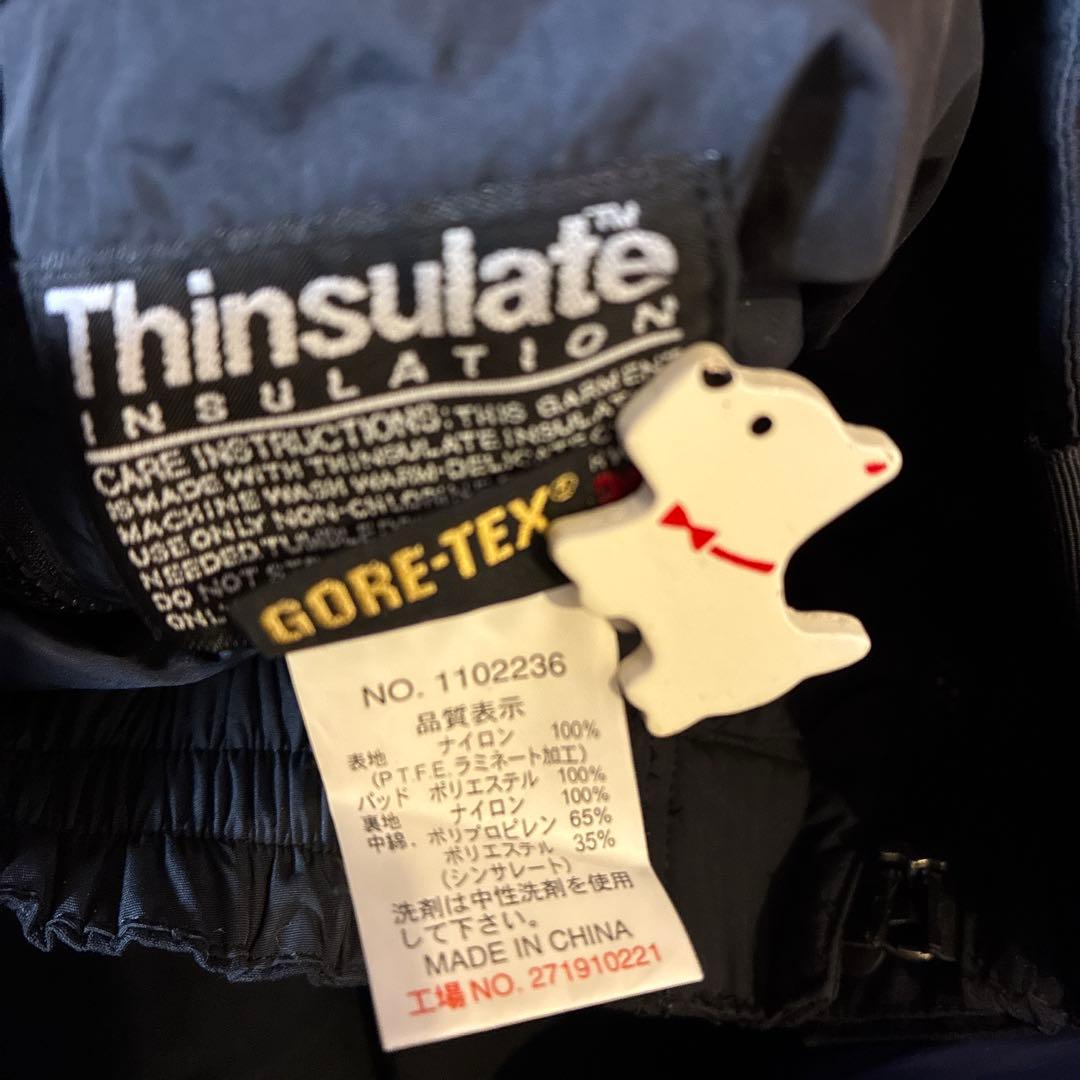 Thinsulate™
INSULATION
CARE INSTRUCTIONS: THIS GARMENT
IS MADE WITH THINSULATE INSULAT
MACHINE WASH WARM-DELICATE
USE ONLY NON-CHLORINE
NEEDED TUMBLE
DO NOT
ONL
GORE-TEX®
NO. 1102236
品質表示
表地 ナイロン 100%
(P.T.F.E.ラミネート加工)
パッド ポリエステル 100%
裏地 ナイロン 100%
中綿、ポリプロピレン 65%
ポリエステル 35%
(シンサレート)
洗剤は中性洗剤を使用
して下さい。
MADE IN CHINA
工場NO. 271910221